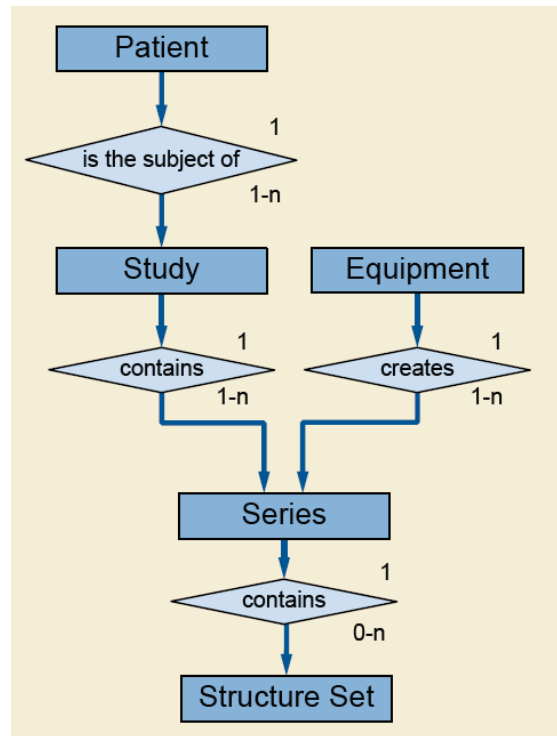 Patient
1
is the subject of
1-n
Study
Equipment
1
1
contains
creates
1-n
1-n
Series
1
contains
0-n
Structure Set